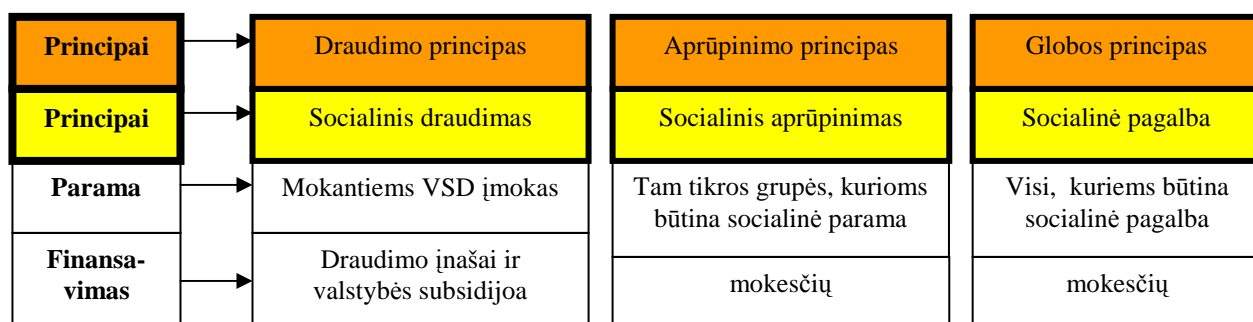 Principai
Draudimo principas
Aprūpinimo principas
Globos principas
Principai
Socialinis draudimas
Socialinis aprūpinimas
Socialinė pagalba
Parama
Mokantiems VSD įmokas
Tam tikros grupės, kurioms
būtina socialinė parama
Visi, kuriems būtina
socialinė pagalba
Finansa-
vimas
Draudimo įnašai ir
valstybės subsidijoa
mokesčių
mokesčių